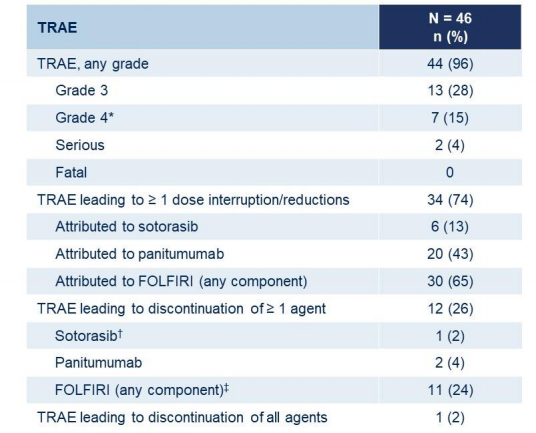 TRAE N = 46 n (%)
TRAE, any grade 44 (96)
Grade 3 13 (28)
Grade 4* 7 (15)
Serious 2 (4)
Fatal 0
TRAE leading to ≥ 1 dose interruption/reductions 34 (74)
Attributed to sotorasib 6 (13)
Attributed to panitumumab 20 (43)
Attributed to FOLFIRI (any component) 30 (65)
TRAE leading to discontinuation of ≥ 1 agent 12 (26)
Sotorasib† 1 (2)
Panitumumab 2 (4)
FOLFIRI (any component)‡ 11 (24)
TRAE leading to discontinuation of all agents 1 (2)